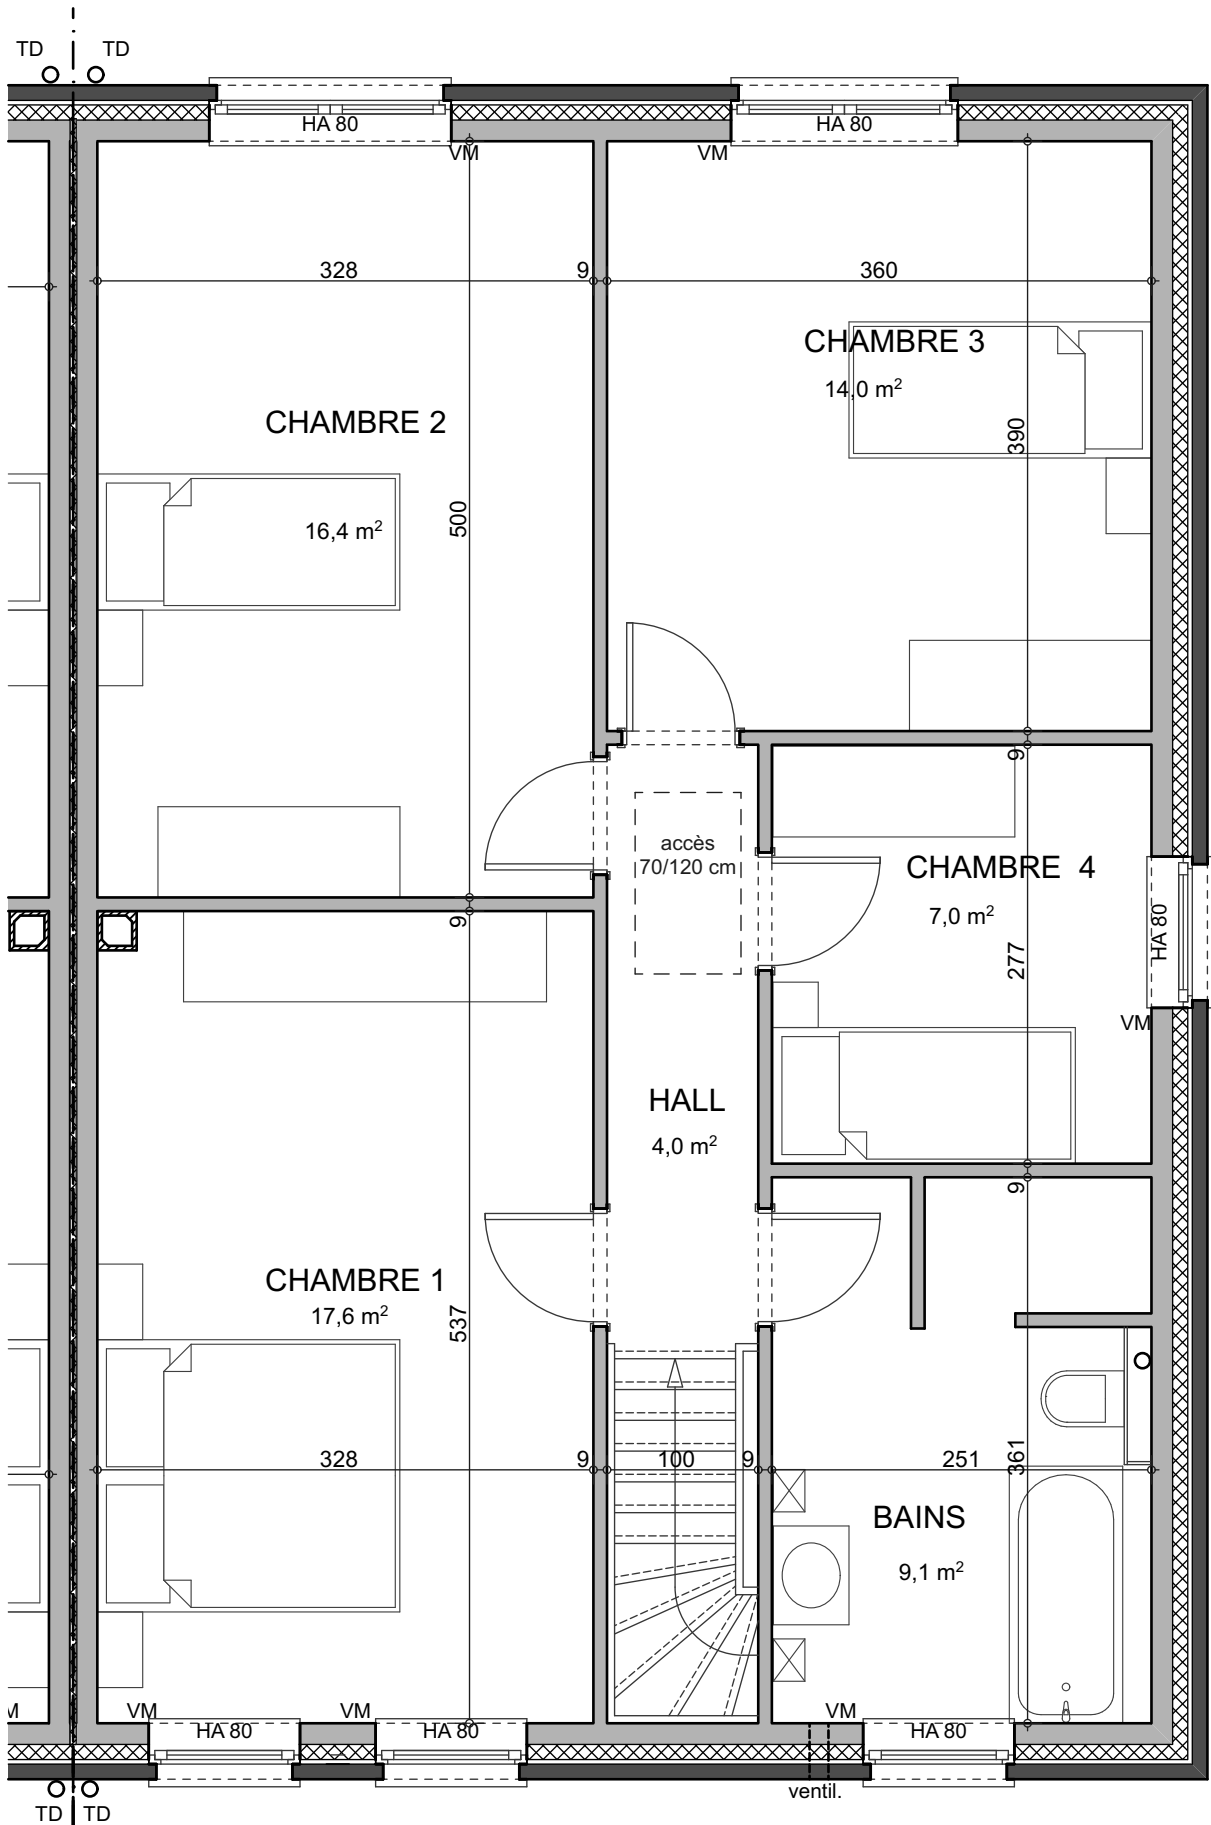 TD TD
HA 80
HA 80
VM
VM
328
9
360
CHAMBRE 3
14,0 m²
CHAMBRE 2
390
500
16,4 m²
9
accès
70/120 cm
CHAMBRE 4
7,0 m²
9
HA 80
277
VM
HALL
4,0 m²
9
CHAMBRE 1
17,6 m²
537
328
9
100
9
251
361
BAINS
9,1 m²
VM
VM
VM
HA 80
HA 80
HA 80
ventil.
TD TD